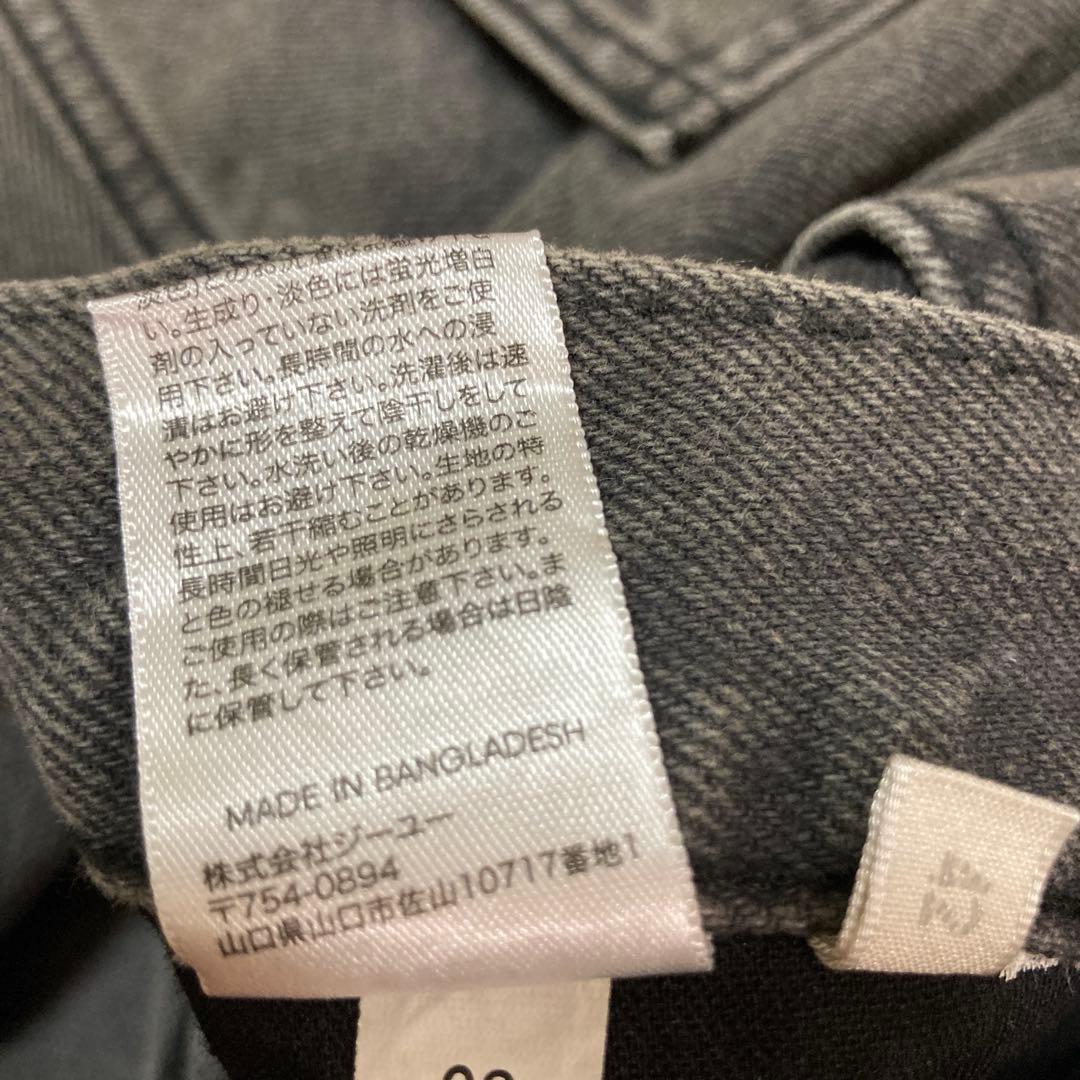 い。生成り・淡色には蛍光増白
剤の入っていない洗剤をご使
用下さい。長時間の水への浸
漬はお避け下さい。洗濯後は速
やかに形を整えて陰干しをして
下さい。水洗い後の乾燥機のご
使用はお避け下さい。生地の特
性上、若干縮むことがあります。
長時間日光や照明にさらされる
と色の褪せる場合があります。
ご使用の際はご注意下さい。ま
た、長く保管される場合は日陰
に保管して下さい。
MADE IN BANGLADESH
株式会社ジーユー
〒754-0894
山口県山口市佐山10717番地1